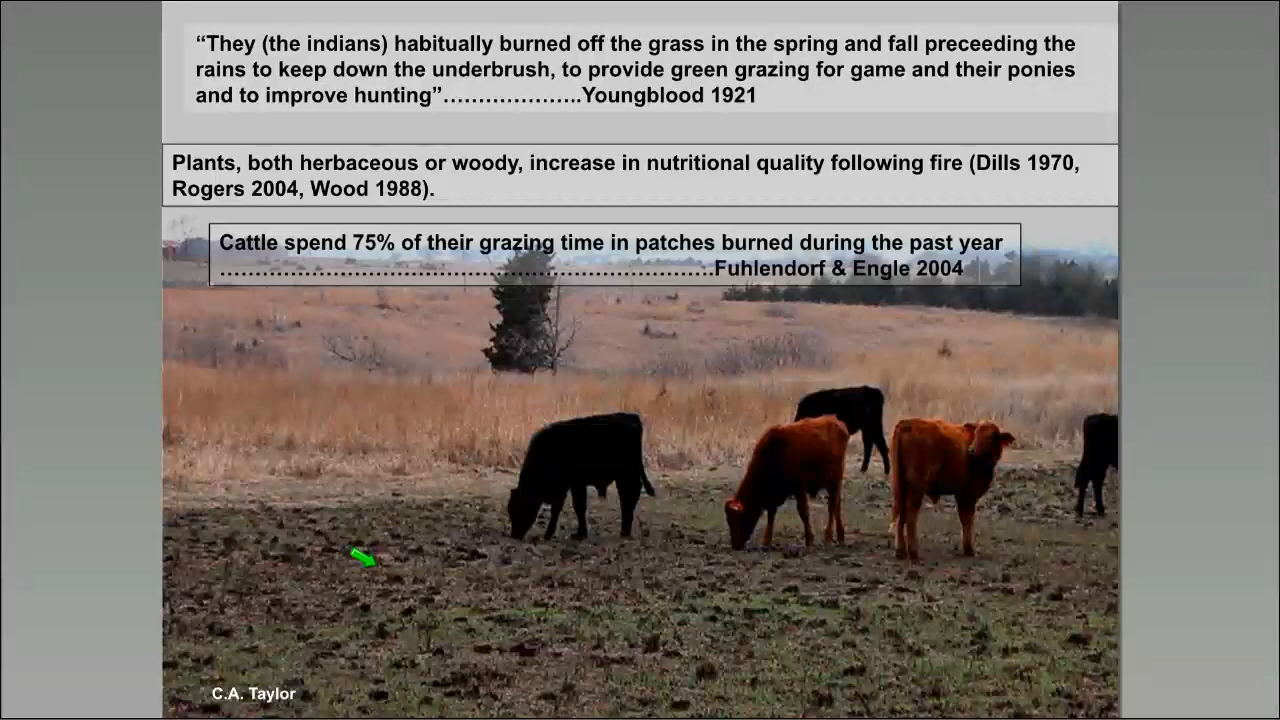 “They (the indians) habitually burned off the grass in the spring and fall preceeding the
rains to keep down the underbrush, to provide green grazing for game and their ponies
and to improve hunting”………………..Youngblood 1921
Plants, both herbaceous or woody, increase in nutritional quality following fire (Dills 1970,
Rogers 2004, Wood 1988).
Cattle spend 75% of their grazing time in patches burned during the past year
…………………………………………………………….Fuhlendorf & Engle 2004
C.A. Taylor